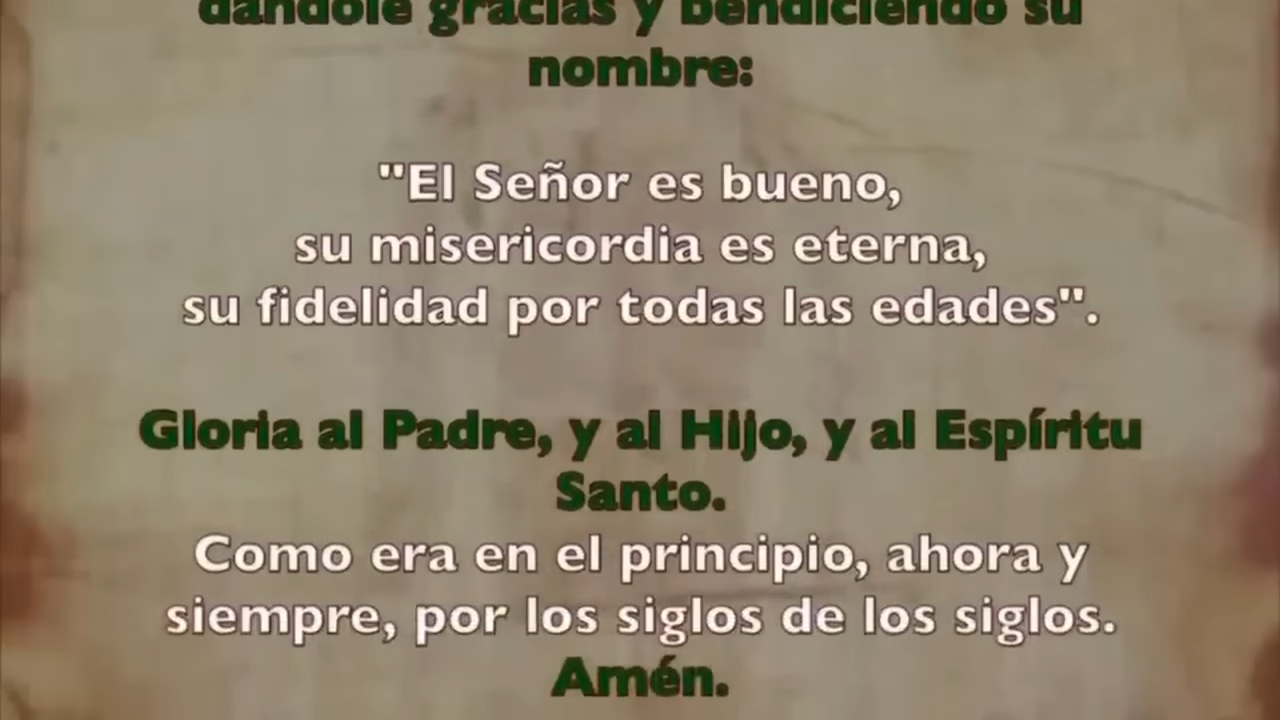 dándole gracias y bendiciendo su
nombre:
"El Señor es bueno,
su misericordia es eterna,
su fidelidad por todas las edades".
Gloria al Padre, y al Hijo, y al Espíritu
Santo.
Como era en el principio, ahora y
siempre, por los siglos de los siglos.
Amén.